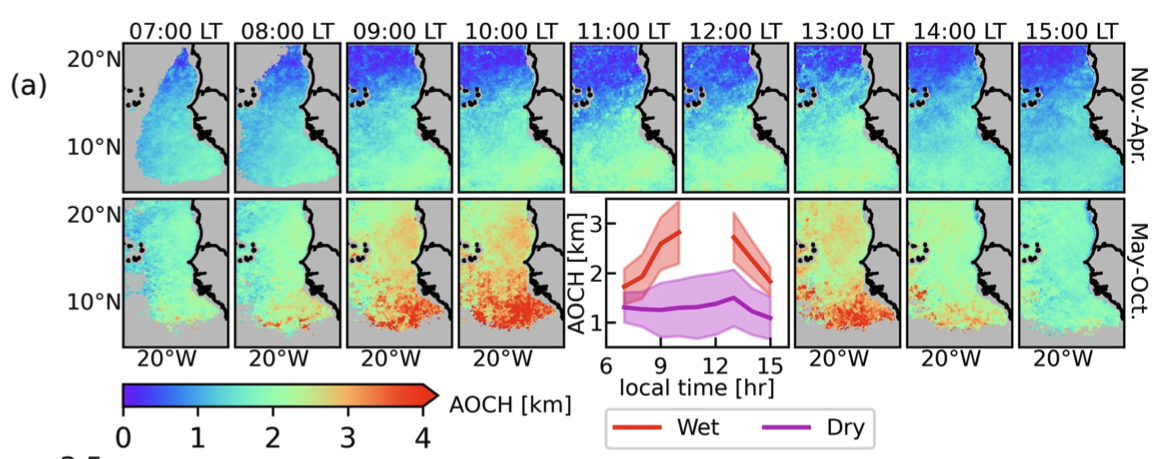 07:00 LT 08:00 LT 09:00 LT 10:00 LT 11:00 LT 12:00 LT 13:00 LT 14:00 LT 15:00 LT
(a)
20°N
10°N
Nov.-Apr.
20°N
10°N
May-Oct.
AOCH [km]
3
2
1
20°W 20°W 20°W 20°W 20°W 20°W 20°W
6 9 12 15
local time [hr]
0 1 2 3 4
AOCH [km]
Wet Dry